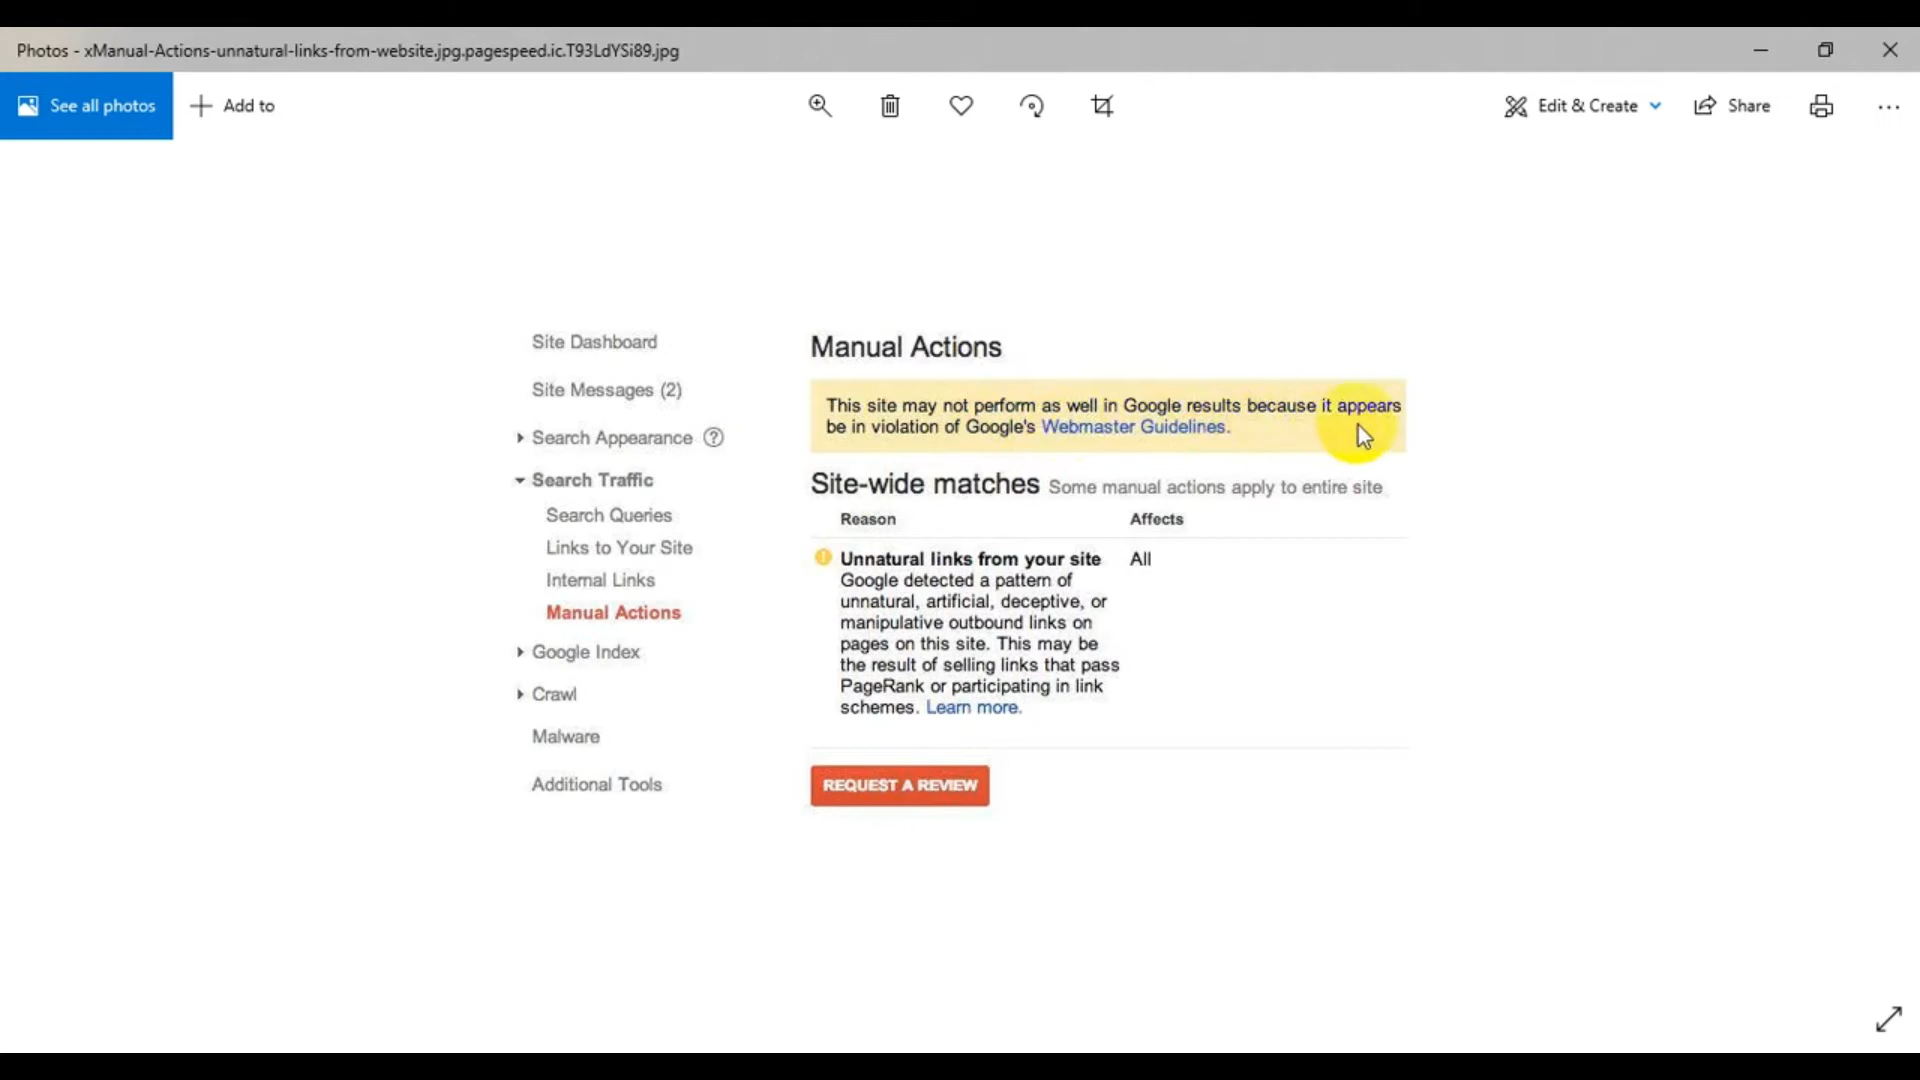 Photos - xManual-Actions-unnatural-links-from-website.jpg.pagespeed.ic.T93LdYSi89.jpg
See all photos
Add to
Edit & Create
Share
Site Dashboard
Site Messages (2)
Search Appearance ?
Search Traffic
Search Queries
Links to Your Site
Internal Links
Manual Actions
Google Index
Crawl
Malware
Additional Tools
Manual Actions
This site may not perform as well in Google results because it appears
be in violation of Google's Webmaster Guidelines.
Site-wide matches Some manual actions apply to entire site
Reason Affects
Unnatural links from your site All
Google detected a pattern of
unnatural, artificial, deceptive, or
manipulative outbound links on
pages on this site. This may be
the result of selling links that pass
PageRank or participating in link
schemes. Learn more.
REQUEST A REVIEW